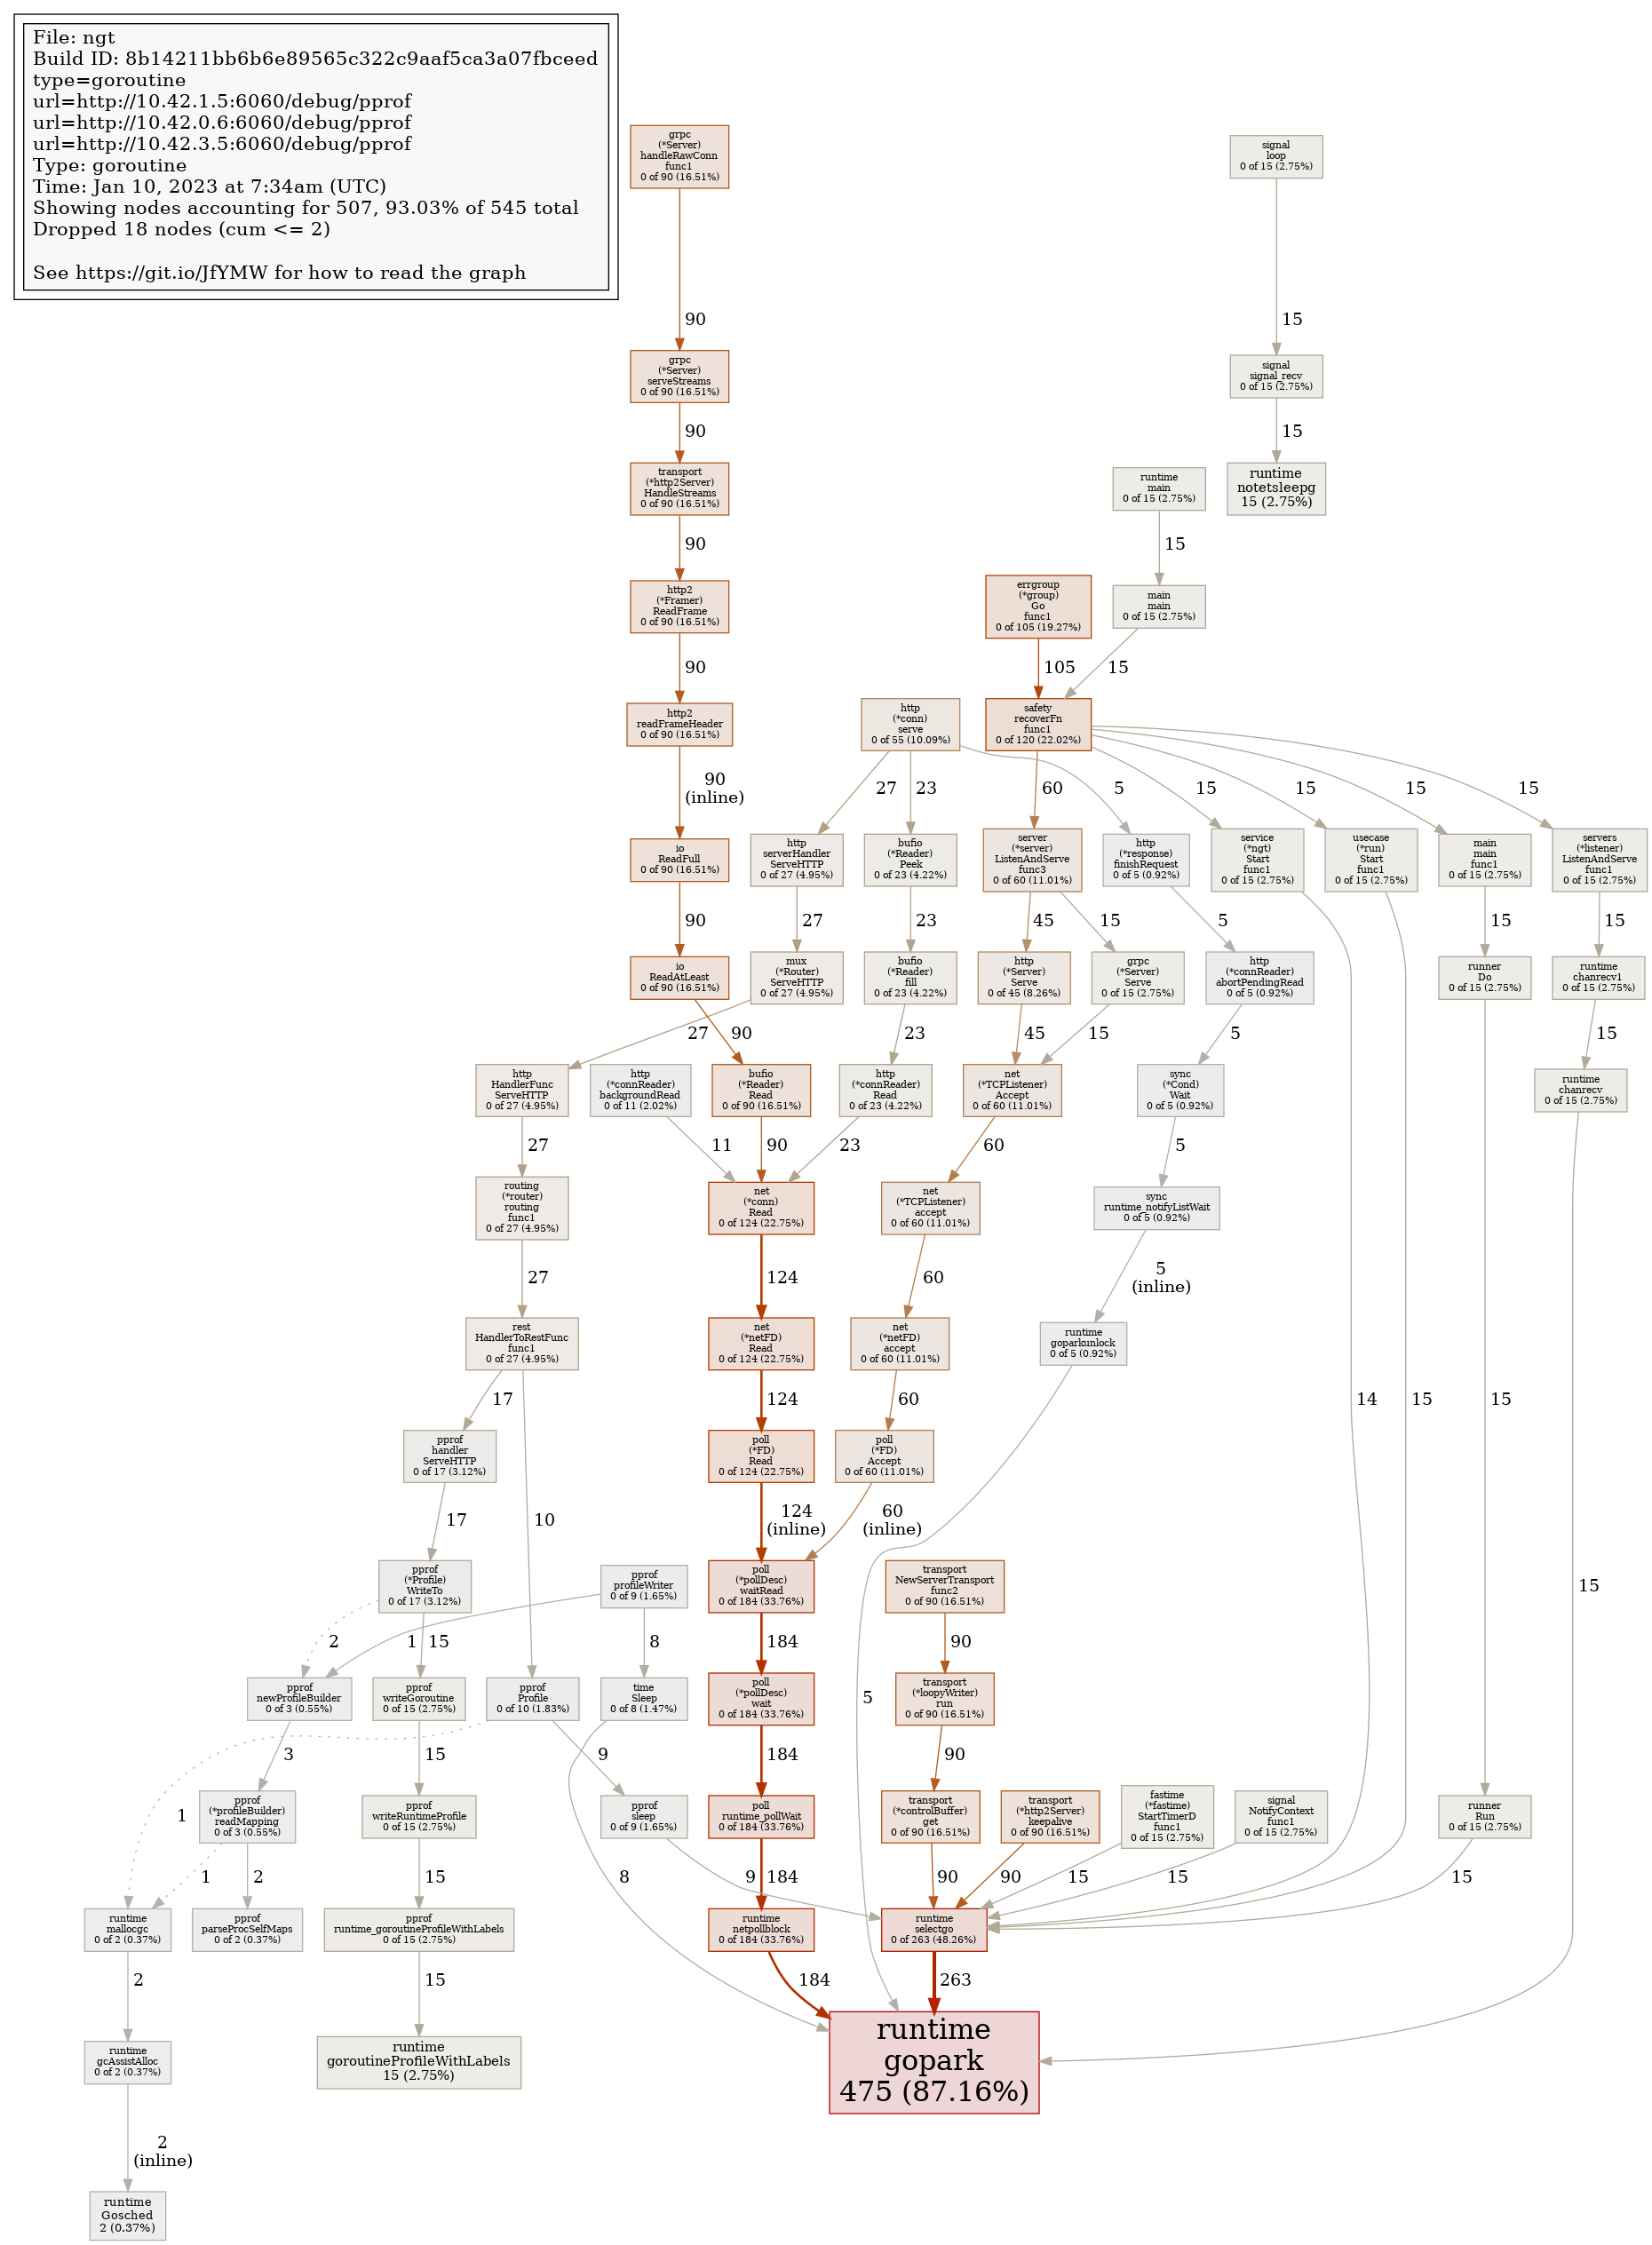 File: ngt
Build ID: 8b14211bb6b6e89565c322c9aaf5ca3a07fbceed
type=goroutine
url=http://10.42.1.5:6060/debug/pprof
url=http://10.42.0.6:6060/debug/pprof
url=http://10.42.3.5:6060/debug/pprof
Type: goroutine
Time: Jan 10, 2023 at 7:34am (UTC)
Showing nodes accounting for 507, 93.03% of 545 total
Dropped 18 nodes (cum <= 2)
See https://git.io/JfYMW for how to read the graph
grpc
(*Server)
handleRawConn
func1
0 of 90 (16.51%)
signal
loop
0 of 15 (2.75%)
90
15
grpc
(*Server)
serveStreams
0 of 90 (16.51%)
signal
signal_recv
0 of 15 (2.75%)
90
15
transport
(*http2Server)
HandleStreams
0 of 90 (16.51%)
runtime
main
0 of 15 (2.75%)
runtime
notetsleepg
15 (2.75%)
90
15
http2
(*Framer)
ReadFrame
0 of 90 (16.51%)
errgroup
(*group)
Go
func1
0 of 105 (19.27%)
main
main
0 of 15 (2.75%)
90
105
15
http2
readFrameHeader
0 of 90 (16.51%)
http
(*conn)
serve
0 of 55 (10.09%)
safety
recoverFn
func1
0 of 120 (22.02%)
90
(inline)
27
23
5
60
15
15
15
15
io
ReadFull
0 of 90 (16.51%)
http
serverHandler
ServeHTTP
0 of 27 (4.95%)
bufio
(*Reader)
Peek
0 of 23 (4.22%)
server
(*server)
ListenAndServe
func3
0 of 60 (11.01%)
http
(*response)
finishRequest
0 of 5 (0.92%)
service
(*ngt)
Start
func1
0 of 15 (2.75%)
usecase
(*run)
Start
func1
0 of 15 (2.75%)
main
main
func1
0 of 15 (2.75%)
servers
(*listener)
ListenAndServe
func1
0 of 15 (2.75%)
90
27
23
45
15
5
15
15
io
ReadAtLeast
0 of 90 (16.51%)
mux
(*Router)
ServeHTTP
0 of 27 (4.95%)
bufio
(*Reader)
fill
0 of 23 (4.22%)
http
(*Server)
Serve
0 of 45 (8.26%)
grpc
(*Server)
Serve
0 of 15 (2.75%)
http
(*connReader)
abortPendingRead
0 of 5 (0.92%)
runner
Do
0 of 15 (2.75%)
runtime
chanrecv1
0 of 15 (2.75%)
27
90
23
45
15
5
15
http
HandlerFunc
ServeHTTP
0 of 27 (4.95%)
http
(*connReader)
backgroundRead
0 of 11 (2.02%)
bufio
(*Reader)
Read
0 of 90 (16.51%)
http
(*connReader)
Read
0 of 23 (4.22%)
net
(*TCPListener)
Accept
0 of 60 (11.01%)
sync
(*Cond)
Wait
0 of 5 (0.92%)
runtime
chanrecv
0 of 15 (2.75%)
27
11
90
23
60
5
routing
(*router)
routing
func1
0 of 27 (4.95%)
net
(*conn)
Read
0 of 124 (22.75%)
net
(*TCPListener)
accept
0 of 60 (11.01%)
sync
runtime_notifyListWait
0 of 5 (0.92%)
27
124
60
5
(inline)
rest
HandlerToRestFunc
func1
0 of 27 (4.95%)
net
(*netFD)
Read
0 of 124 (22.75%)
net
(*netFD)
accept
0 of 60 (11.01%)
runtime
goparkunlock
0 of 5 (0.92%)
17
124
60
14
15
15
pprof
handler
ServeHTTP
0 of 17 (3.12%)
poll
(*FD)
Read
0 of 124 (22.75%)
poll
(*FD)
Accept
0 of 60 (11.01%)
17
10
124
(inline)
60
(inline)
15
pprof
(*Profile)
WriteTo
0 of 17 (3.12%)
pprof
profileWriter
0 of 9 (1.65%)
poll
(*pollDesc)
waitRead
0 of 184 (33.76%)
transport
NewServerTransport
func2
0 of 90 (16.51%)
2
1
15
8
184
90
pprof
newProfileBuilder
0 of 3 (0.55%)
pprof
writeGoroutine
0 of 15 (2.75%)
pprof
Profile
0 of 10 (1.83%)
time
Sleep
0 of 8 (1.47%)
poll
(*pollDesc)
wait
0 of 184 (33.76%)
5
transport
(*loopyWriter)
run
0 of 90 (16.51%)
3
15
9
184
90
1
pprof
(*profileBuilder)
readMapping
0 of 3 (0.55%)
pprof
writeRuntimeProfile
0 of 15 (2.75%)
pprof
sleep
0 of 9 (1.65%)
poll
runtime_pollWait
0 of 184 (33.76%)
transport
(*controlBuffer)
get
0 of 90 (16.51%)
transport
(*http2Server)
keepalive
0 of 90 (16.51%)
fastime
(*fastime)
StartTimerD
func1
0 of 15 (2.75%)
signal
NotifyContext
func1
0 of 15 (2.75%)
runner
Run
0 of 15 (2.75%)
1
2
15
8
9
184
90
90
15
15
15
runtime
mallocgc
0 of 2 (0.37%)
pprof
parseProcSelfMaps
0 of 2 (0.37%)
pprof
runtime_goroutineProfileWithLabels
0 of 15 (2.75%)
runtime
netpollblock
0 of 184 (33.76%)
runtime
selectgo
0 of 263 (48.26%)
2
15
184
263
runtime
gcAssistAlloc
0 of 2 (0.37%)
runtime
goroutineProfileWithLabels
15 (2.75%)
runtime
gopark
475 (87.16%)
2
(inline)
runtime
Gosched
2 (0.37%)